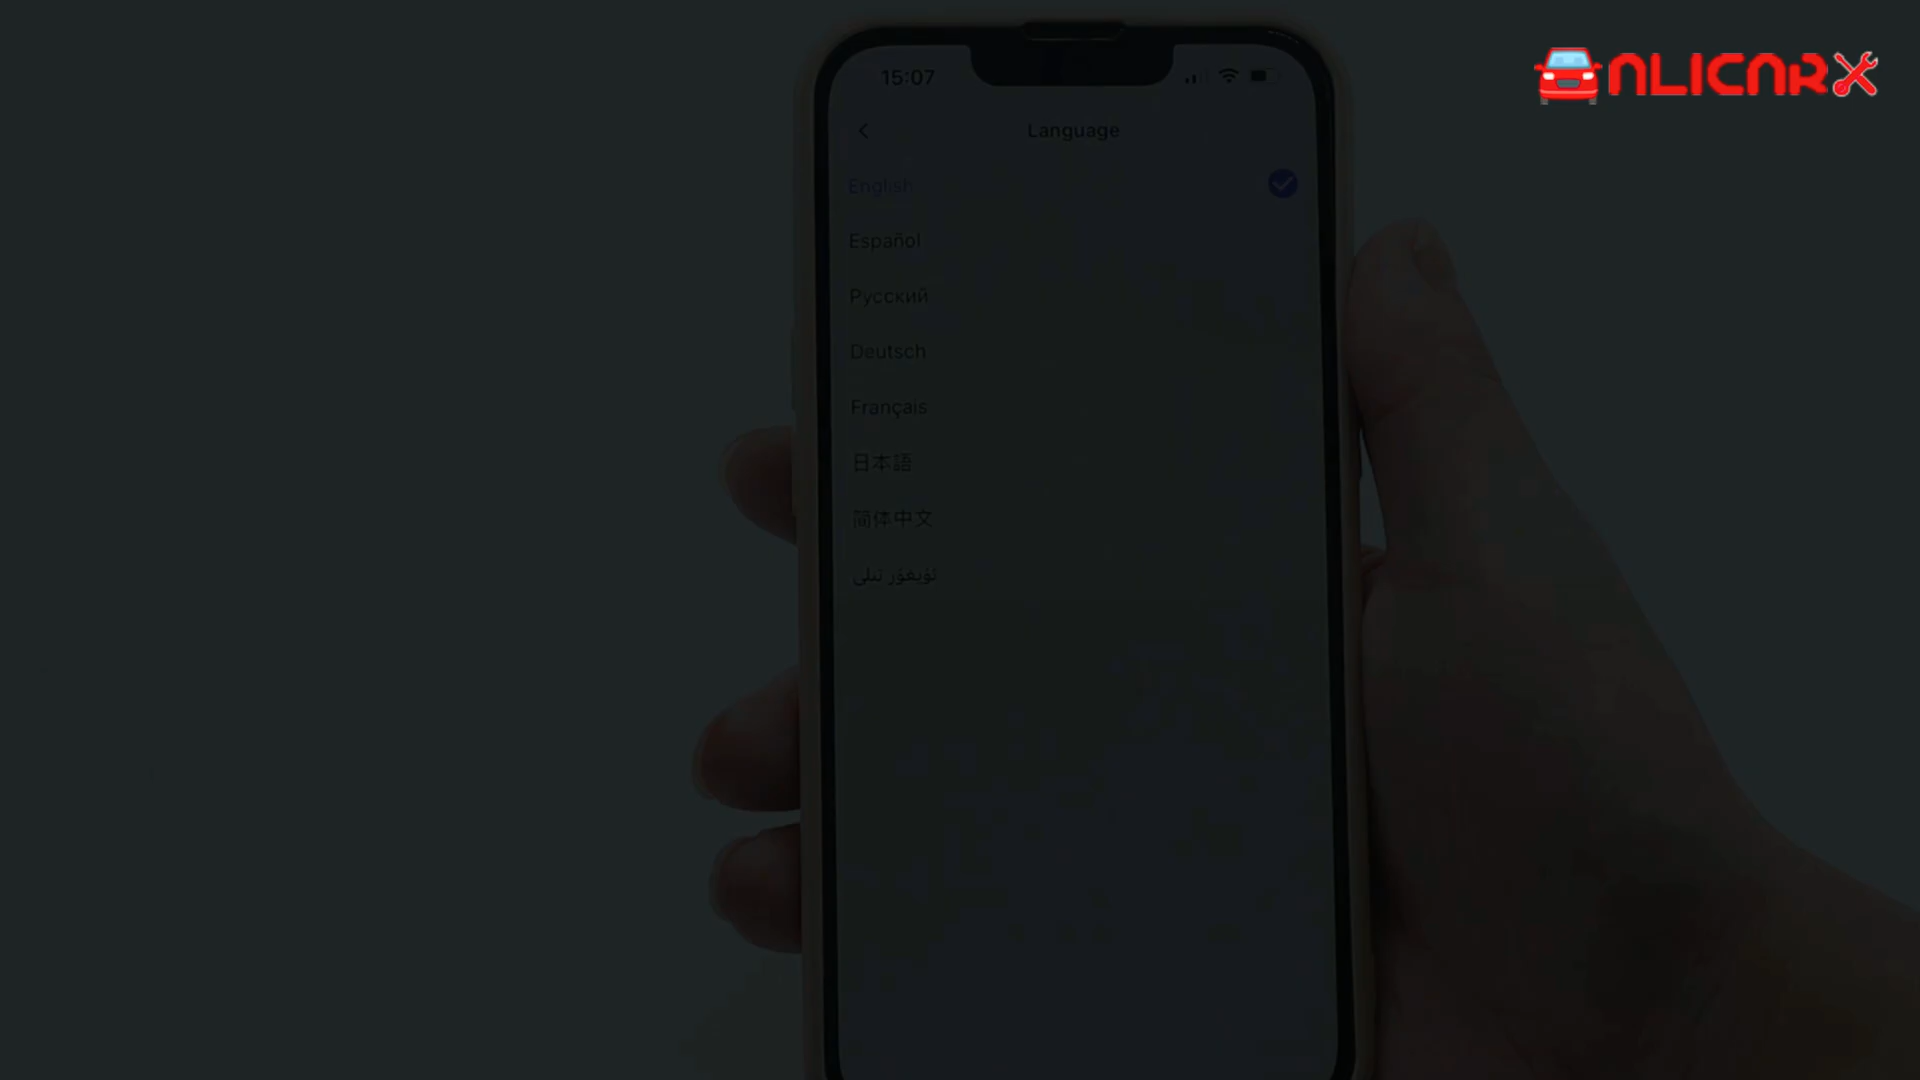 15:07
ALICARX
Language
English
Español
Русский
Deutsch
Français
日本語
简体中文
ئۇيغۇر تىلى